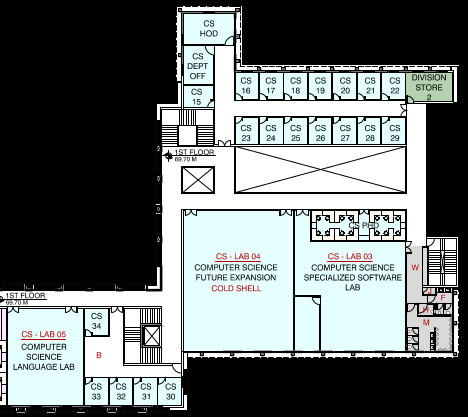 CS
HOD
CS
DEPT
OFF
CS
15
CS
16
CS
17
CS
18
CS
19
CS
20
CS
21
CS
22
DIVISION
STORE
2
CS
23
CS
24
CS
25
CS
26
CS
27
CS
28
CS
29
1ST FLOOR
69.70 M
CS PHD
CS - LAB 04
COMPUTER SCIENCE
FUTURE EXPANSION
COLD SHELL
CS - LAB 03
COMPUTER SCIENCE
SPECIALIZED SOFTWARE
LAB
W
F
M
1ST FLOOR
69.70 M
CS - LAB 05
COMPUTER
SCIENCE
LANGUAGE LAB
CS
34
B
CS
33
CS
32
CS
31
CS
30